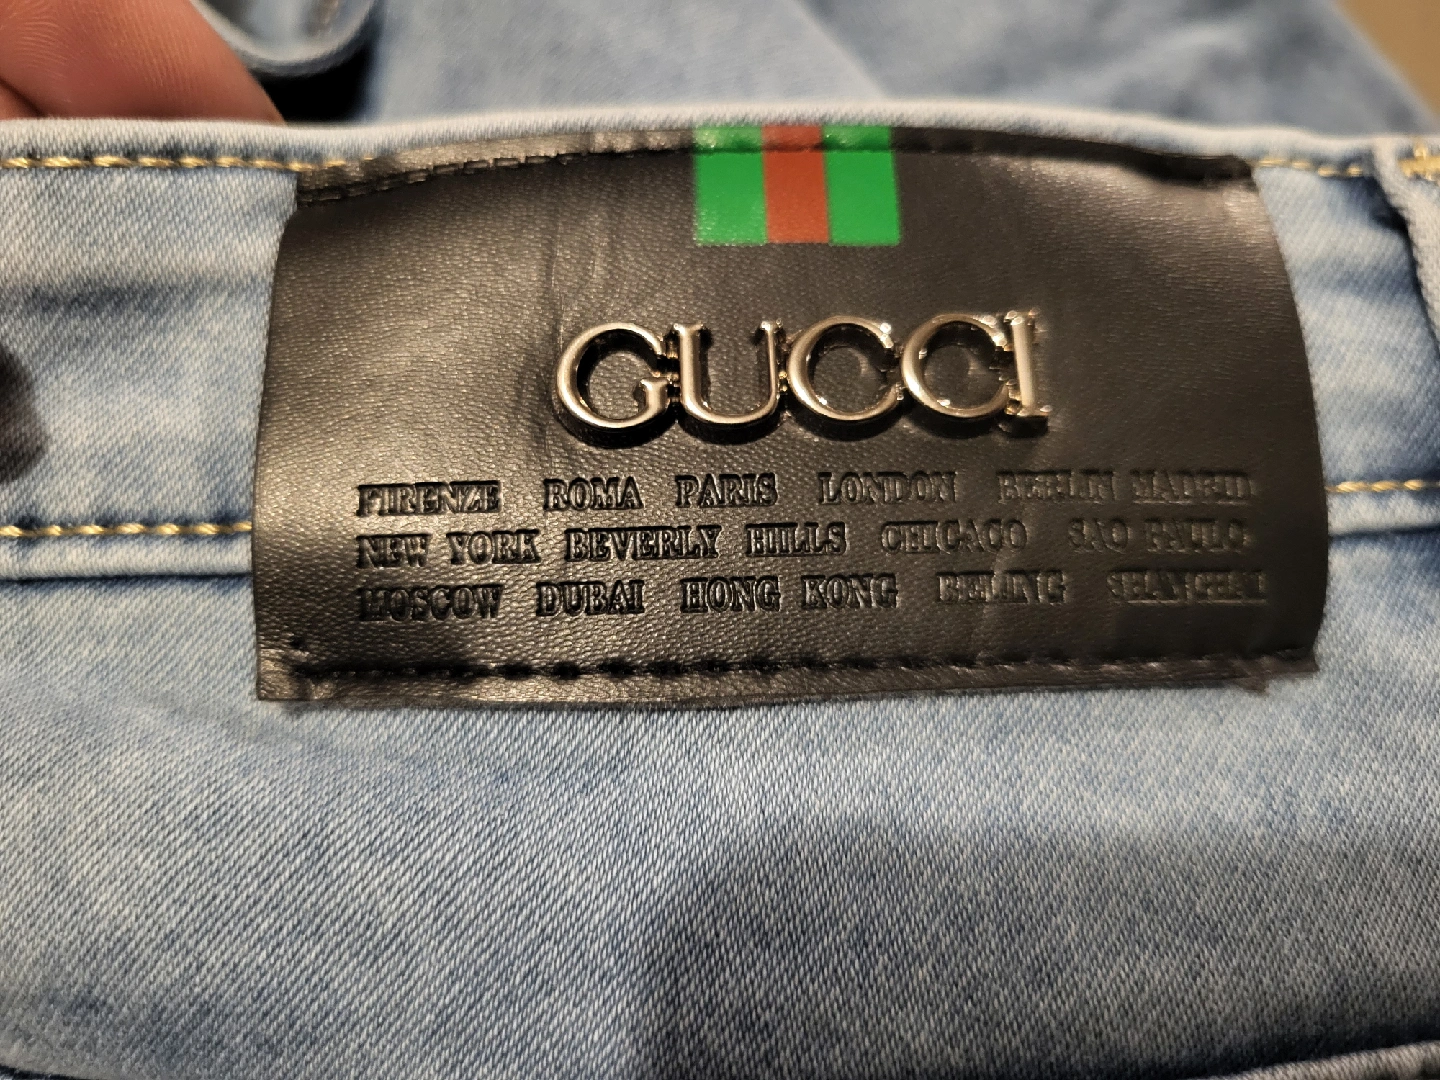 GUCCI
FIRENZE ROMA PARIS LONDON BERLIN MADRID
NEW YORK BEVERLY HILLS CHICAGO SAO PAULO
MOSCOW DUBAI HONG KONG BEIJING SHANGHAI